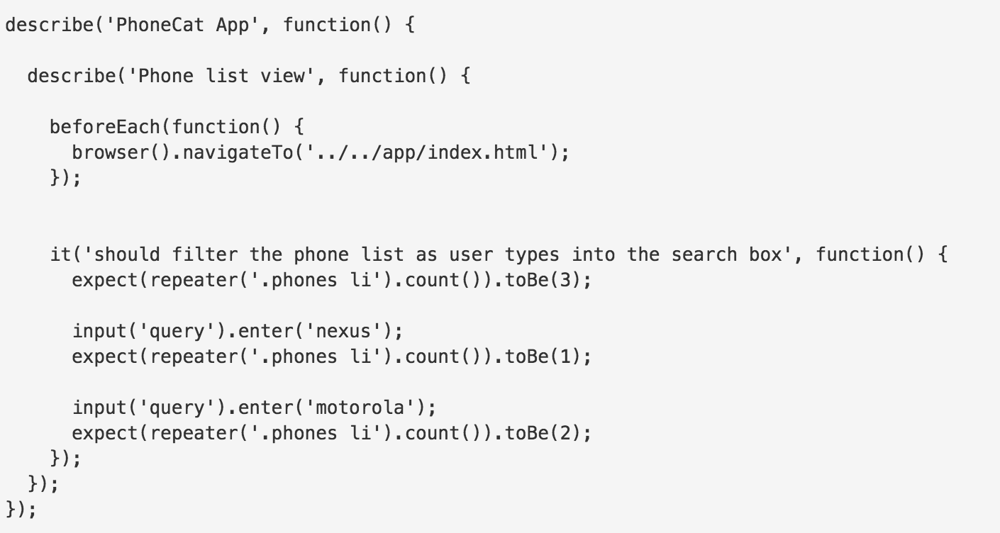 describe('PhoneCat App', function() {
  describe('Phone list view', function() {
    beforeEach(function() {
      browser().navigateTo('../../app/index.html');
    });
    it('should filter the phone list as user types into the search box', function() {
      expect(repeater('.phones li').count()).toBe(3);
      input('query').enter('nexus');
      expect(repeater('.phones li').count()).toBe(1);
      input('query').enter('motorola');
      expect(repeater('.phones li').count()).toBe(2);
    });
  });
});